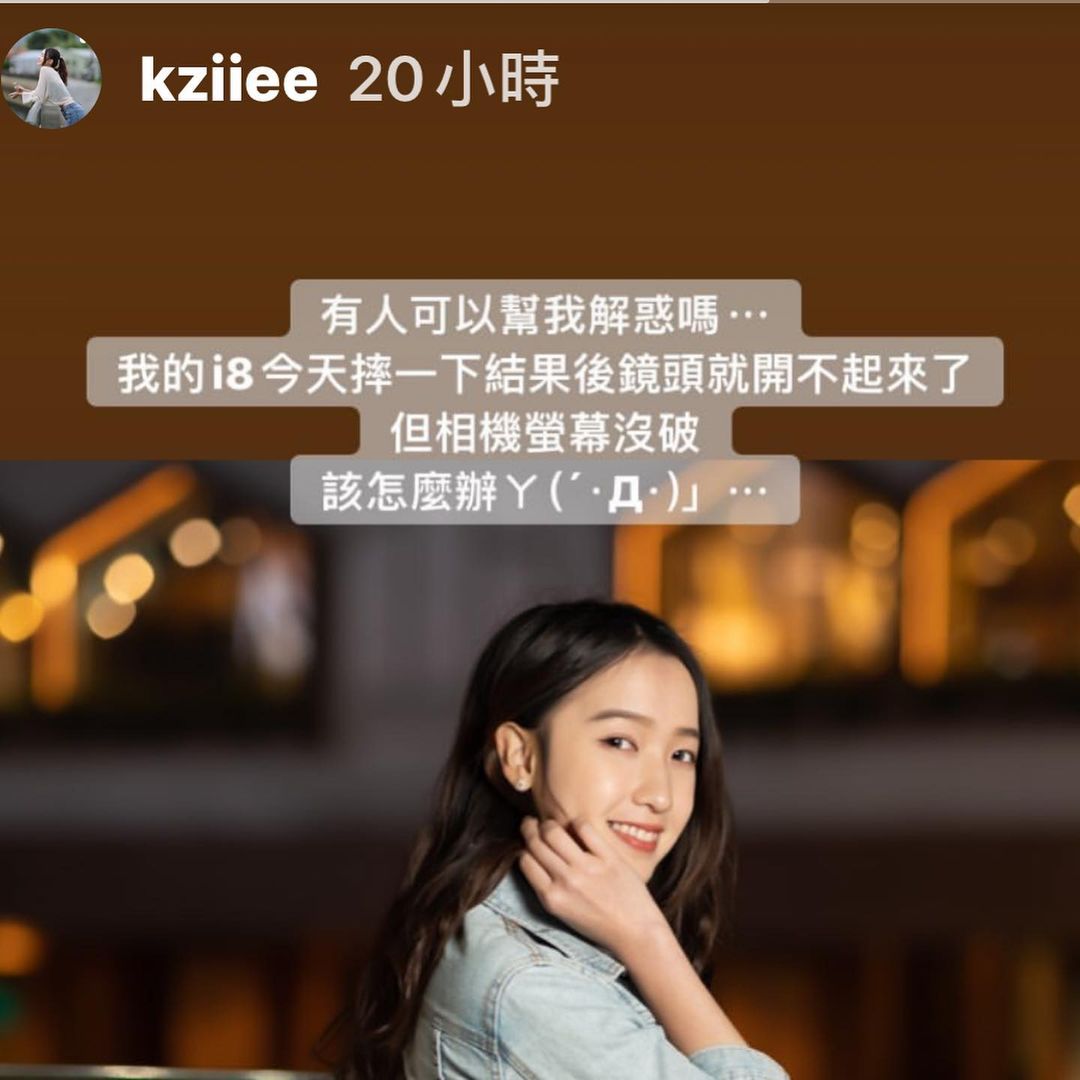 kziiee 20小時
有人可以幫我解惑嗎⋯
我的i8今天摔一下結果後鏡頭就開不起來了
但相機螢幕沒破
該怎麼辦ㄚ(´·Д·)」⋯